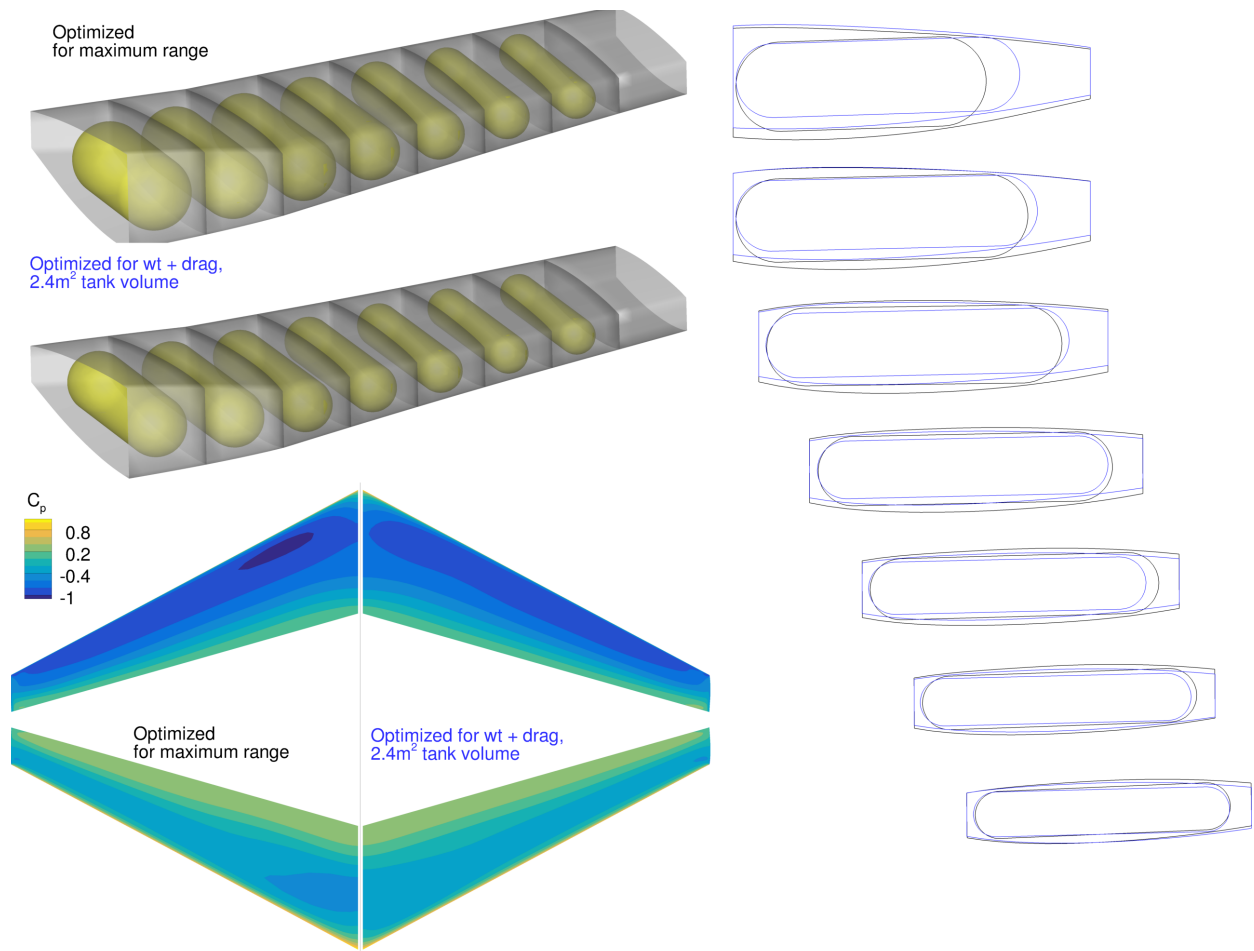 Optimized
for maximum range
Optimized for wt + drag,
2.4m² tank volume
C_p
0.8
0.2
-0.4
-1
Optimized
for maximum range
Optimized for wt + drag,
2.4m² tank volume